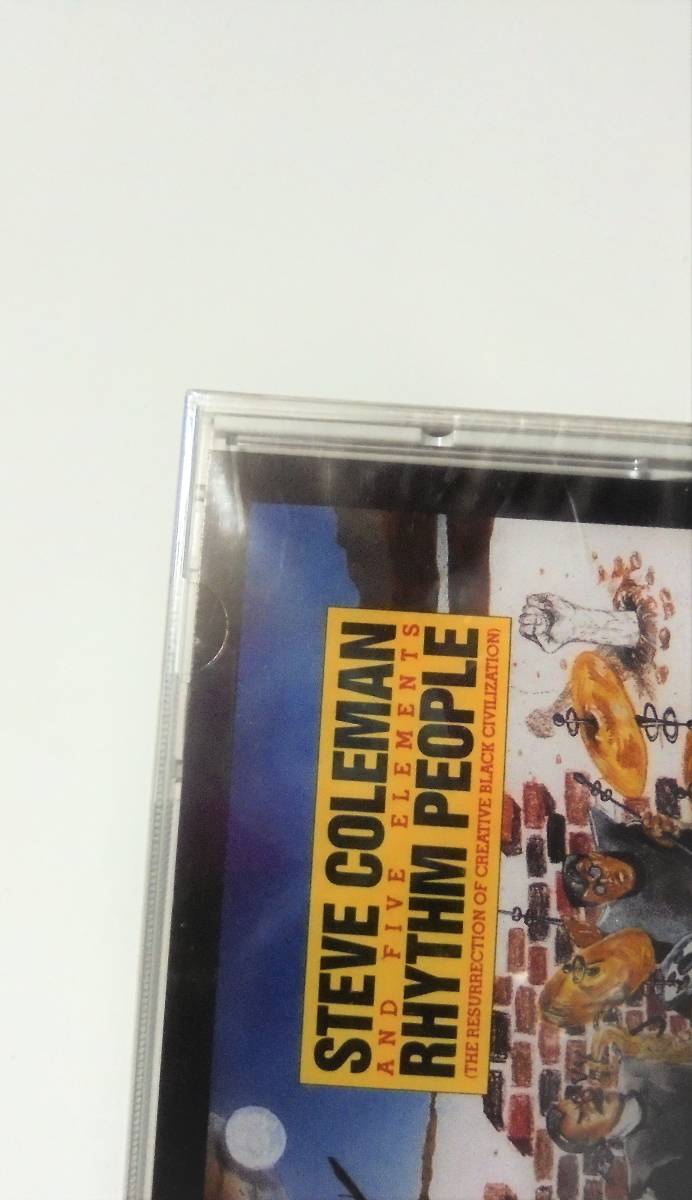 STEVE COLEMAN
AND FIVE ELEMENTS
RHYTHM PEOPLE
(THE RESURRECTION OF CREATIVE BLACK CIVILIZATION)